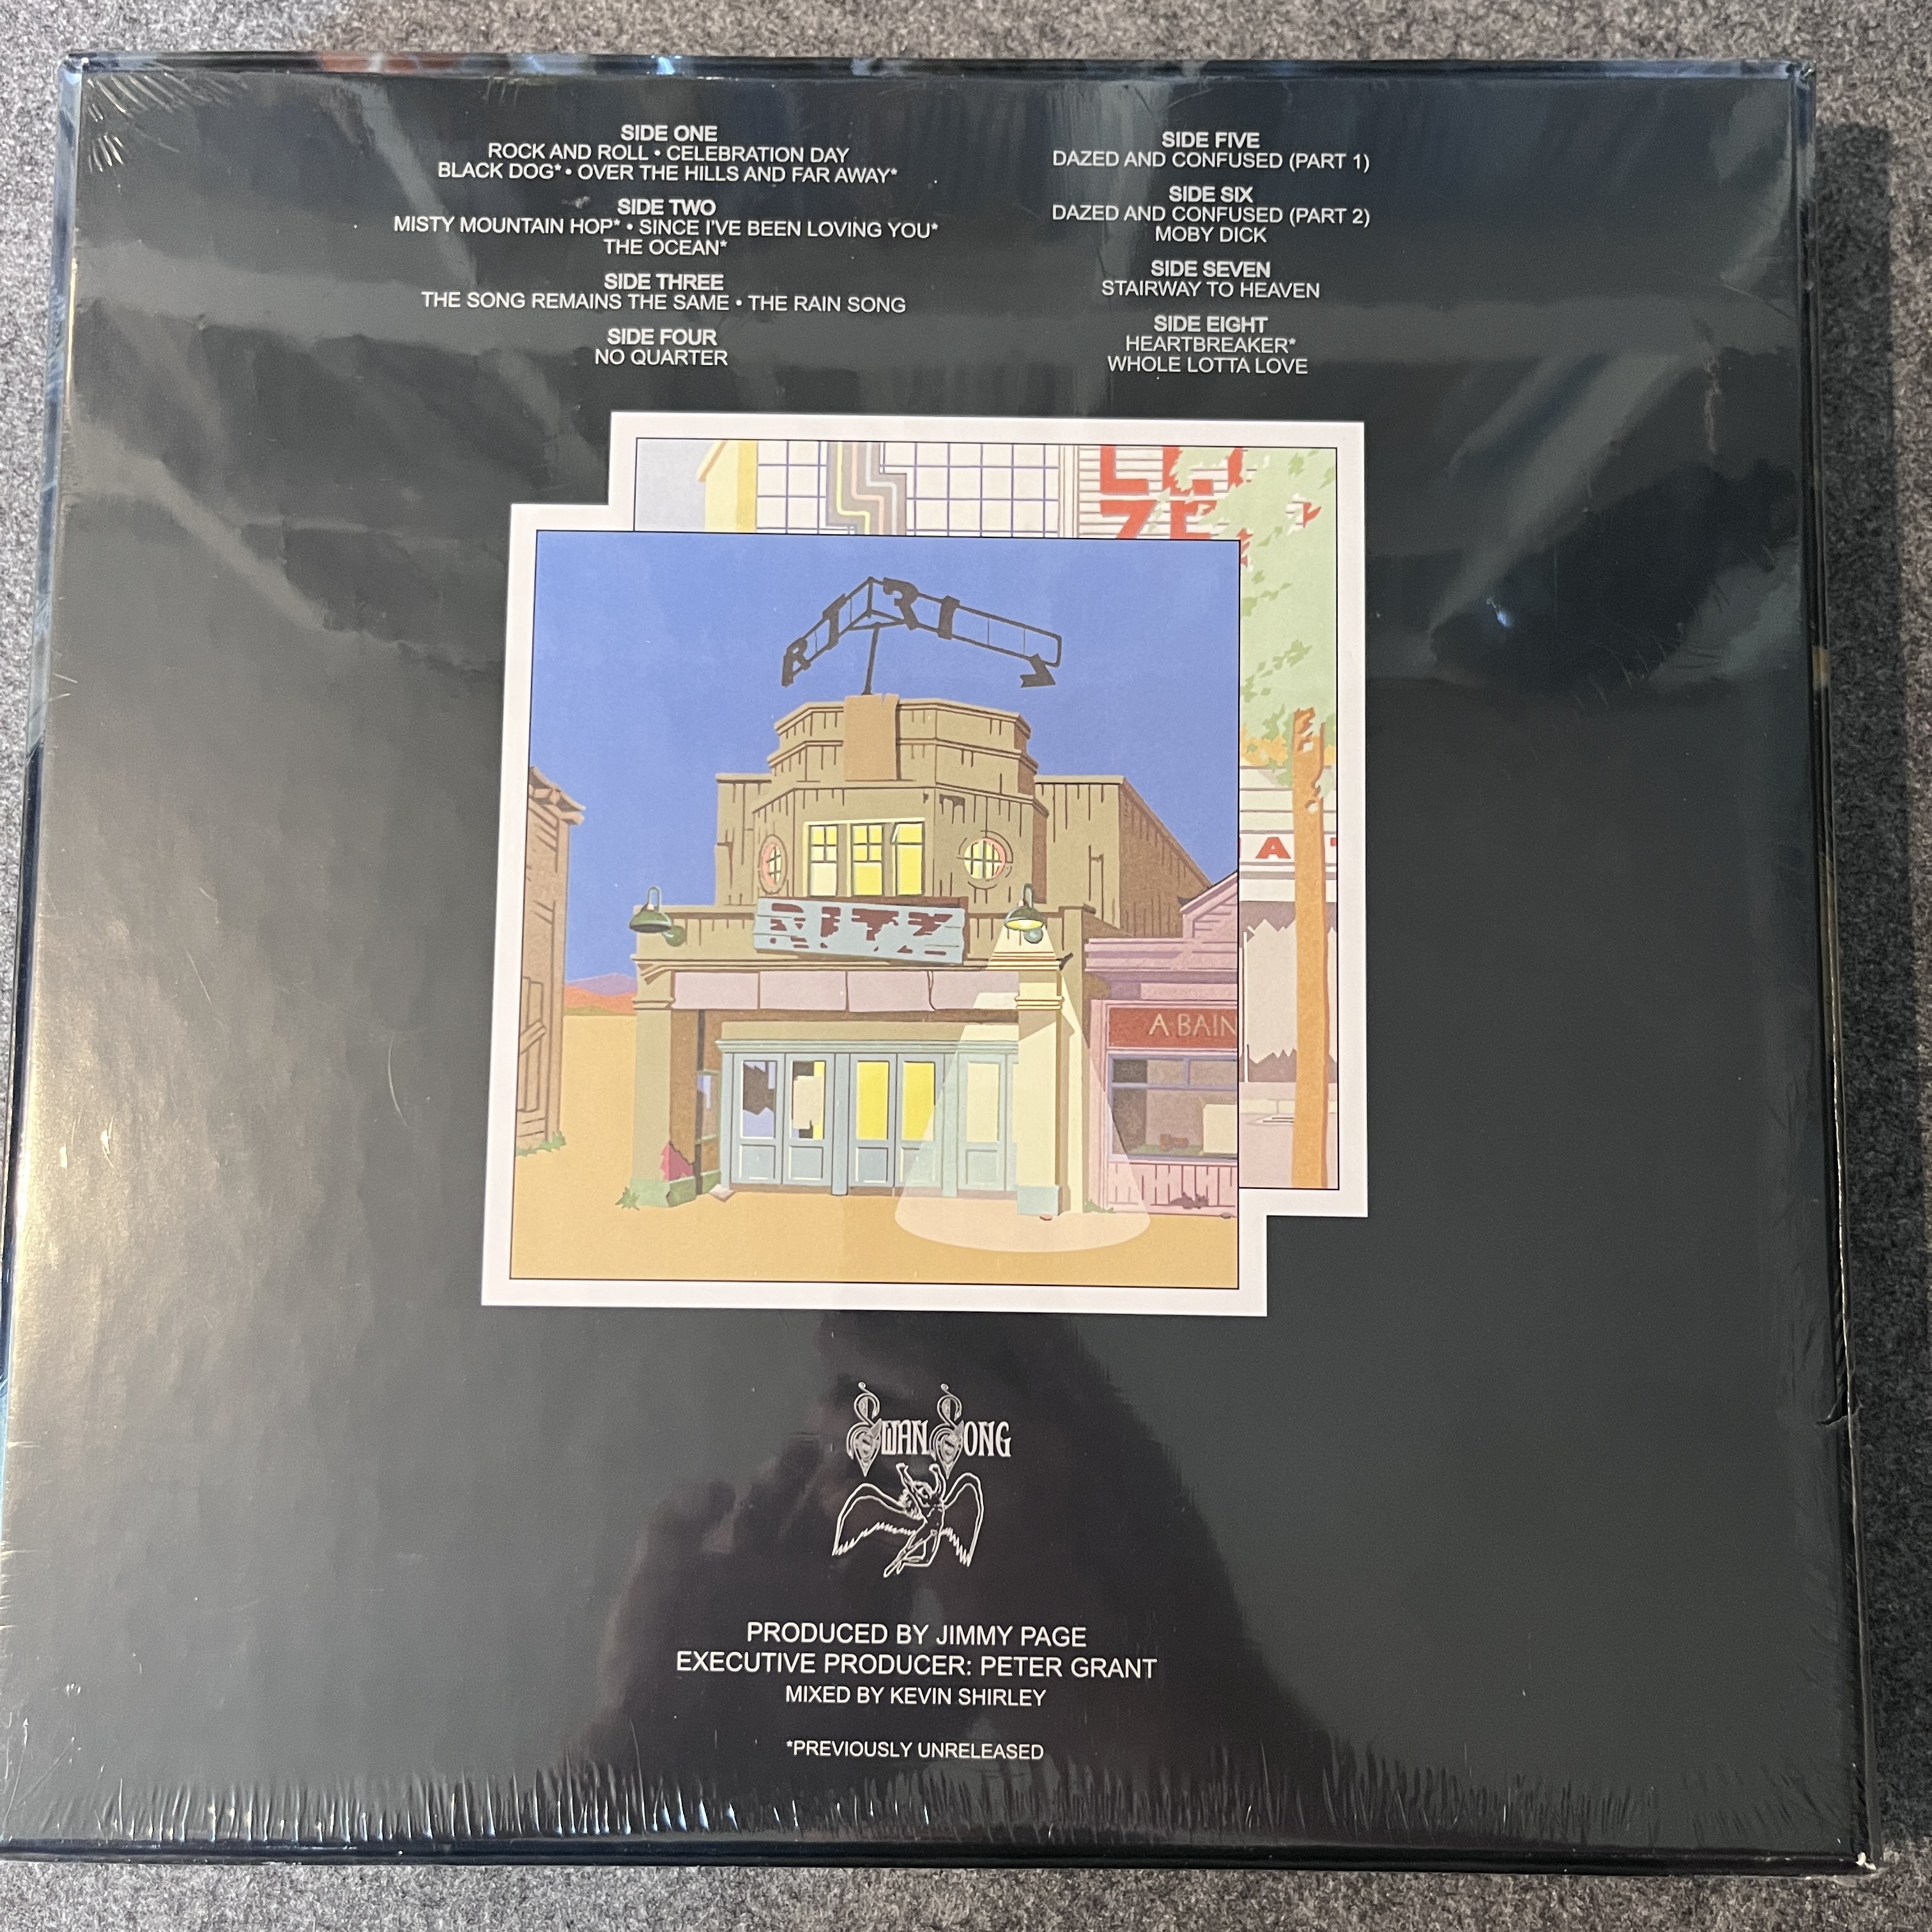 SIDE ONE
ROCK AND ROLL • CELEBRATION DAY
BLACK DOG* • OVER THE HILLS AND FAR AWAY*
SIDE TWO
MISTY MOUNTAIN HOP* • SINCE I'VE BEEN LOVING YOU*
THE OCEAN*
SIDE THREE
THE SONG REMAINS THE SAME • THE RAIN SONG
SIDE FOUR
NO QUARTER
SIDE FIVE
DAZED AND CONFUSED (PART 1)
SIDE SIX
DAZED AND CONFUSED (PART 2)
MOBY DICK
SIDE SEVEN
STAIRWAY TO HEAVEN
SIDE EIGHT
HEARTBREAKER*
WHOLE LOTTA LOVE
RITZ
A BAIN
SWAN SONG
PRODUCED BY JIMMY PAGE
EXECUTIVE PRODUCER: PETER GRANT
MIXED BY KEVIN SHIRLEY
*PREVIOUSLY UNRELEASED